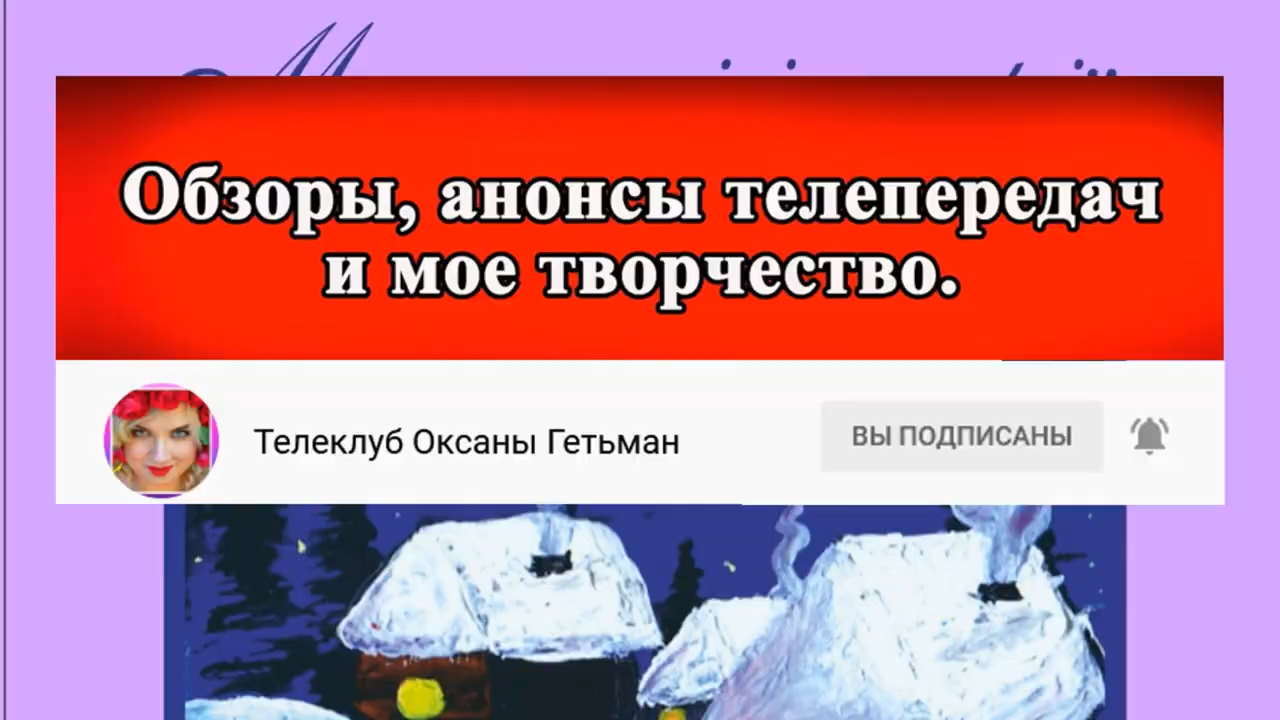 Обзоры, анонсы телепередач
и мое творчество.
Телеклуб Оксаны Гетьман
ВЫ ПОДПИСАНЫ